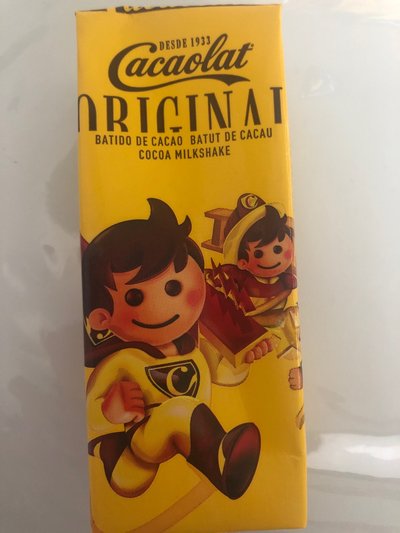 DESDE 1933
Cacaolat
ORIGINAL
BATIDO DE CACAO BATUT DE CACAU
COCOA MILKSHAKE
C
C